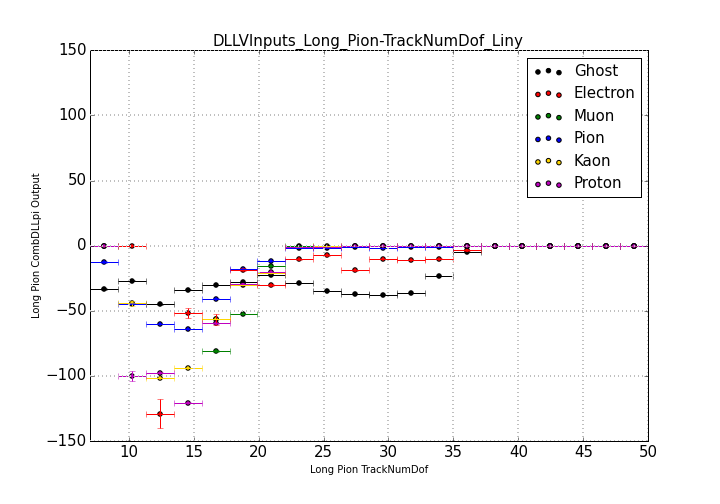 DLLVInputs_Long_Pion-TrackNumDof_Liny
150
100
50
0
−50
−100
−150
Long Pion CombDLLpi Output
Ghost
Electron
Muon
Pion
Kaon
Proton
10 15 20 25 30 35 40 45 50
Long Pion TrackNumDof